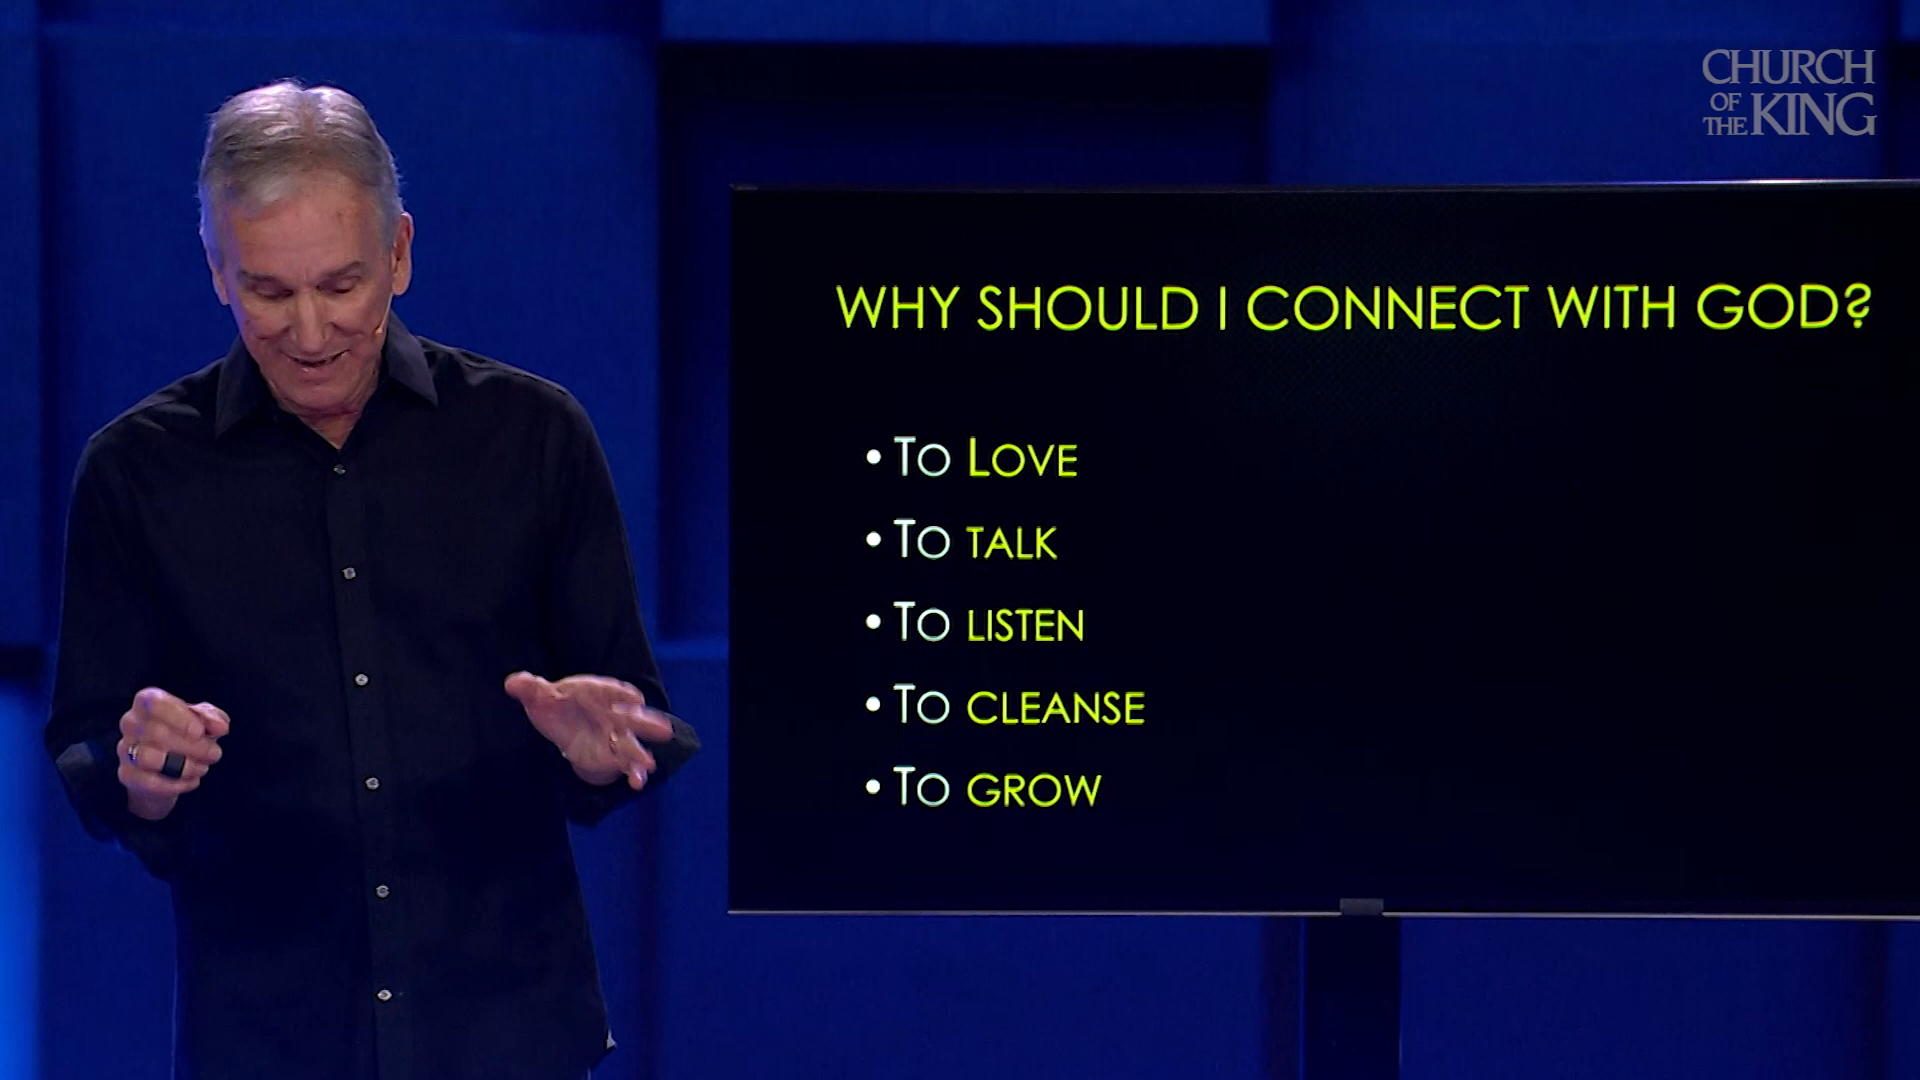 CHURCH
OF
THE KING
WHY SHOULD I CONNECT WITH GOD?
• TO LOVE
• TO TALK
• TO LISTEN
• TO CLEANSE
• TO GROW